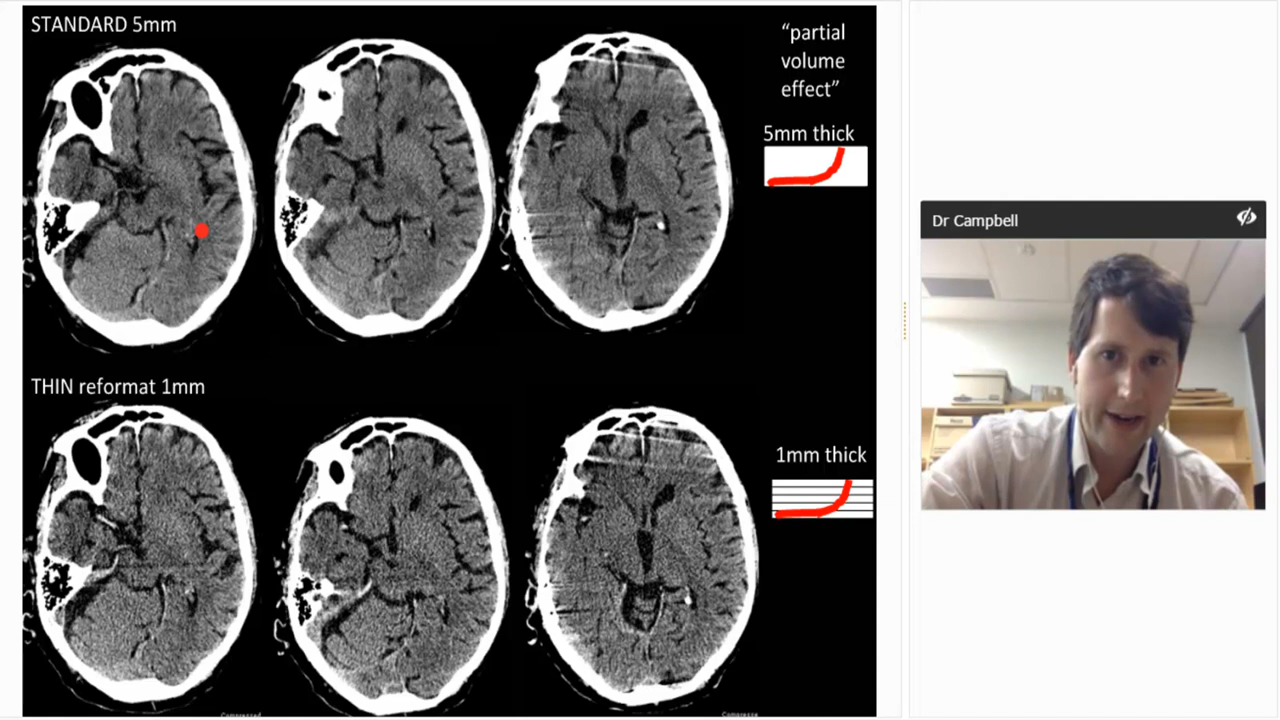 STANDARD 5mm
“partial
volume
effect”
5mm thick
Dr Campbell
THIN reformat 1mm
1mm thick